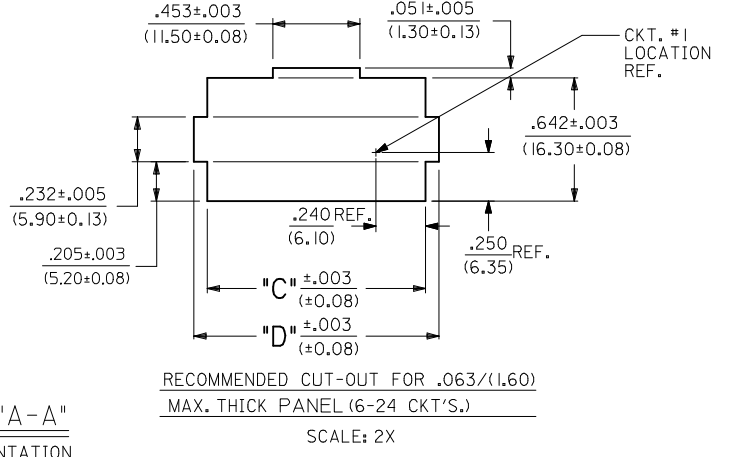 .453±.003
(11.50±0.08)
.051±.005
(1.30±0.13)
CKT. #1
LOCATION
REF.
.642±.003
(16.30±0.08)
.232±.005
(5.90±0.13)
.205±.003
(5.20±0.08)
.240 REF.
(6.10)
.250 REF.
(6.35)
"C" ±.003
(±0.08)
"D" ±.003
(±0.08)
RECOMMENDED CUT-OUT FOR .063/(1.60)
MAX. THICK PANEL (6-24 CKT'S.)
SCALE: 2X
"A-A"
NTATION